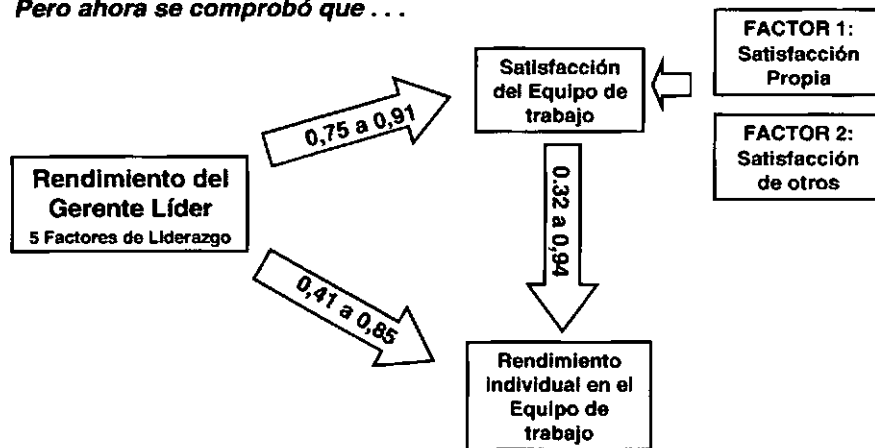 Pero ahora se comprobó que . . .
FACTOR 1:
Satisfacción
Propia
Satisfacción
del Equipo de
trabajo
0,75 a 0,91
FACTOR 2:
Satisfacción
de otros
Rendimiento del
Gerente Líder
5 Factores de Liderazgo
0.32 a 0,94
0,41 a 0,85
Rendimiento
individual en el
Equipo de
trabajo